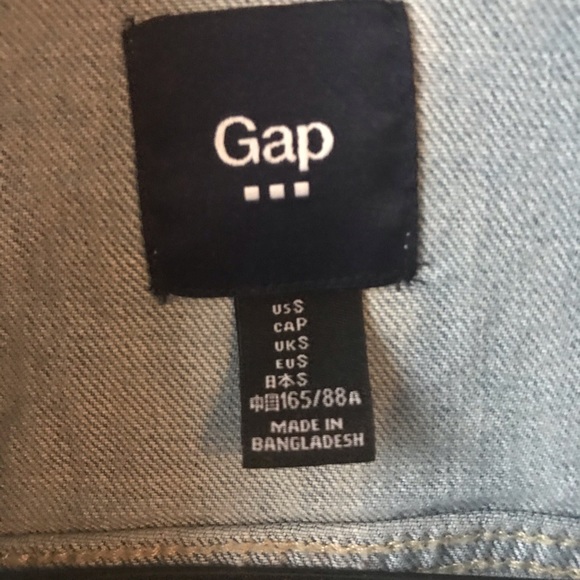 Gap
US S
CA P
UK S
EU S
日本 S
中国 165/88A
MADE IN
BANGLADESH